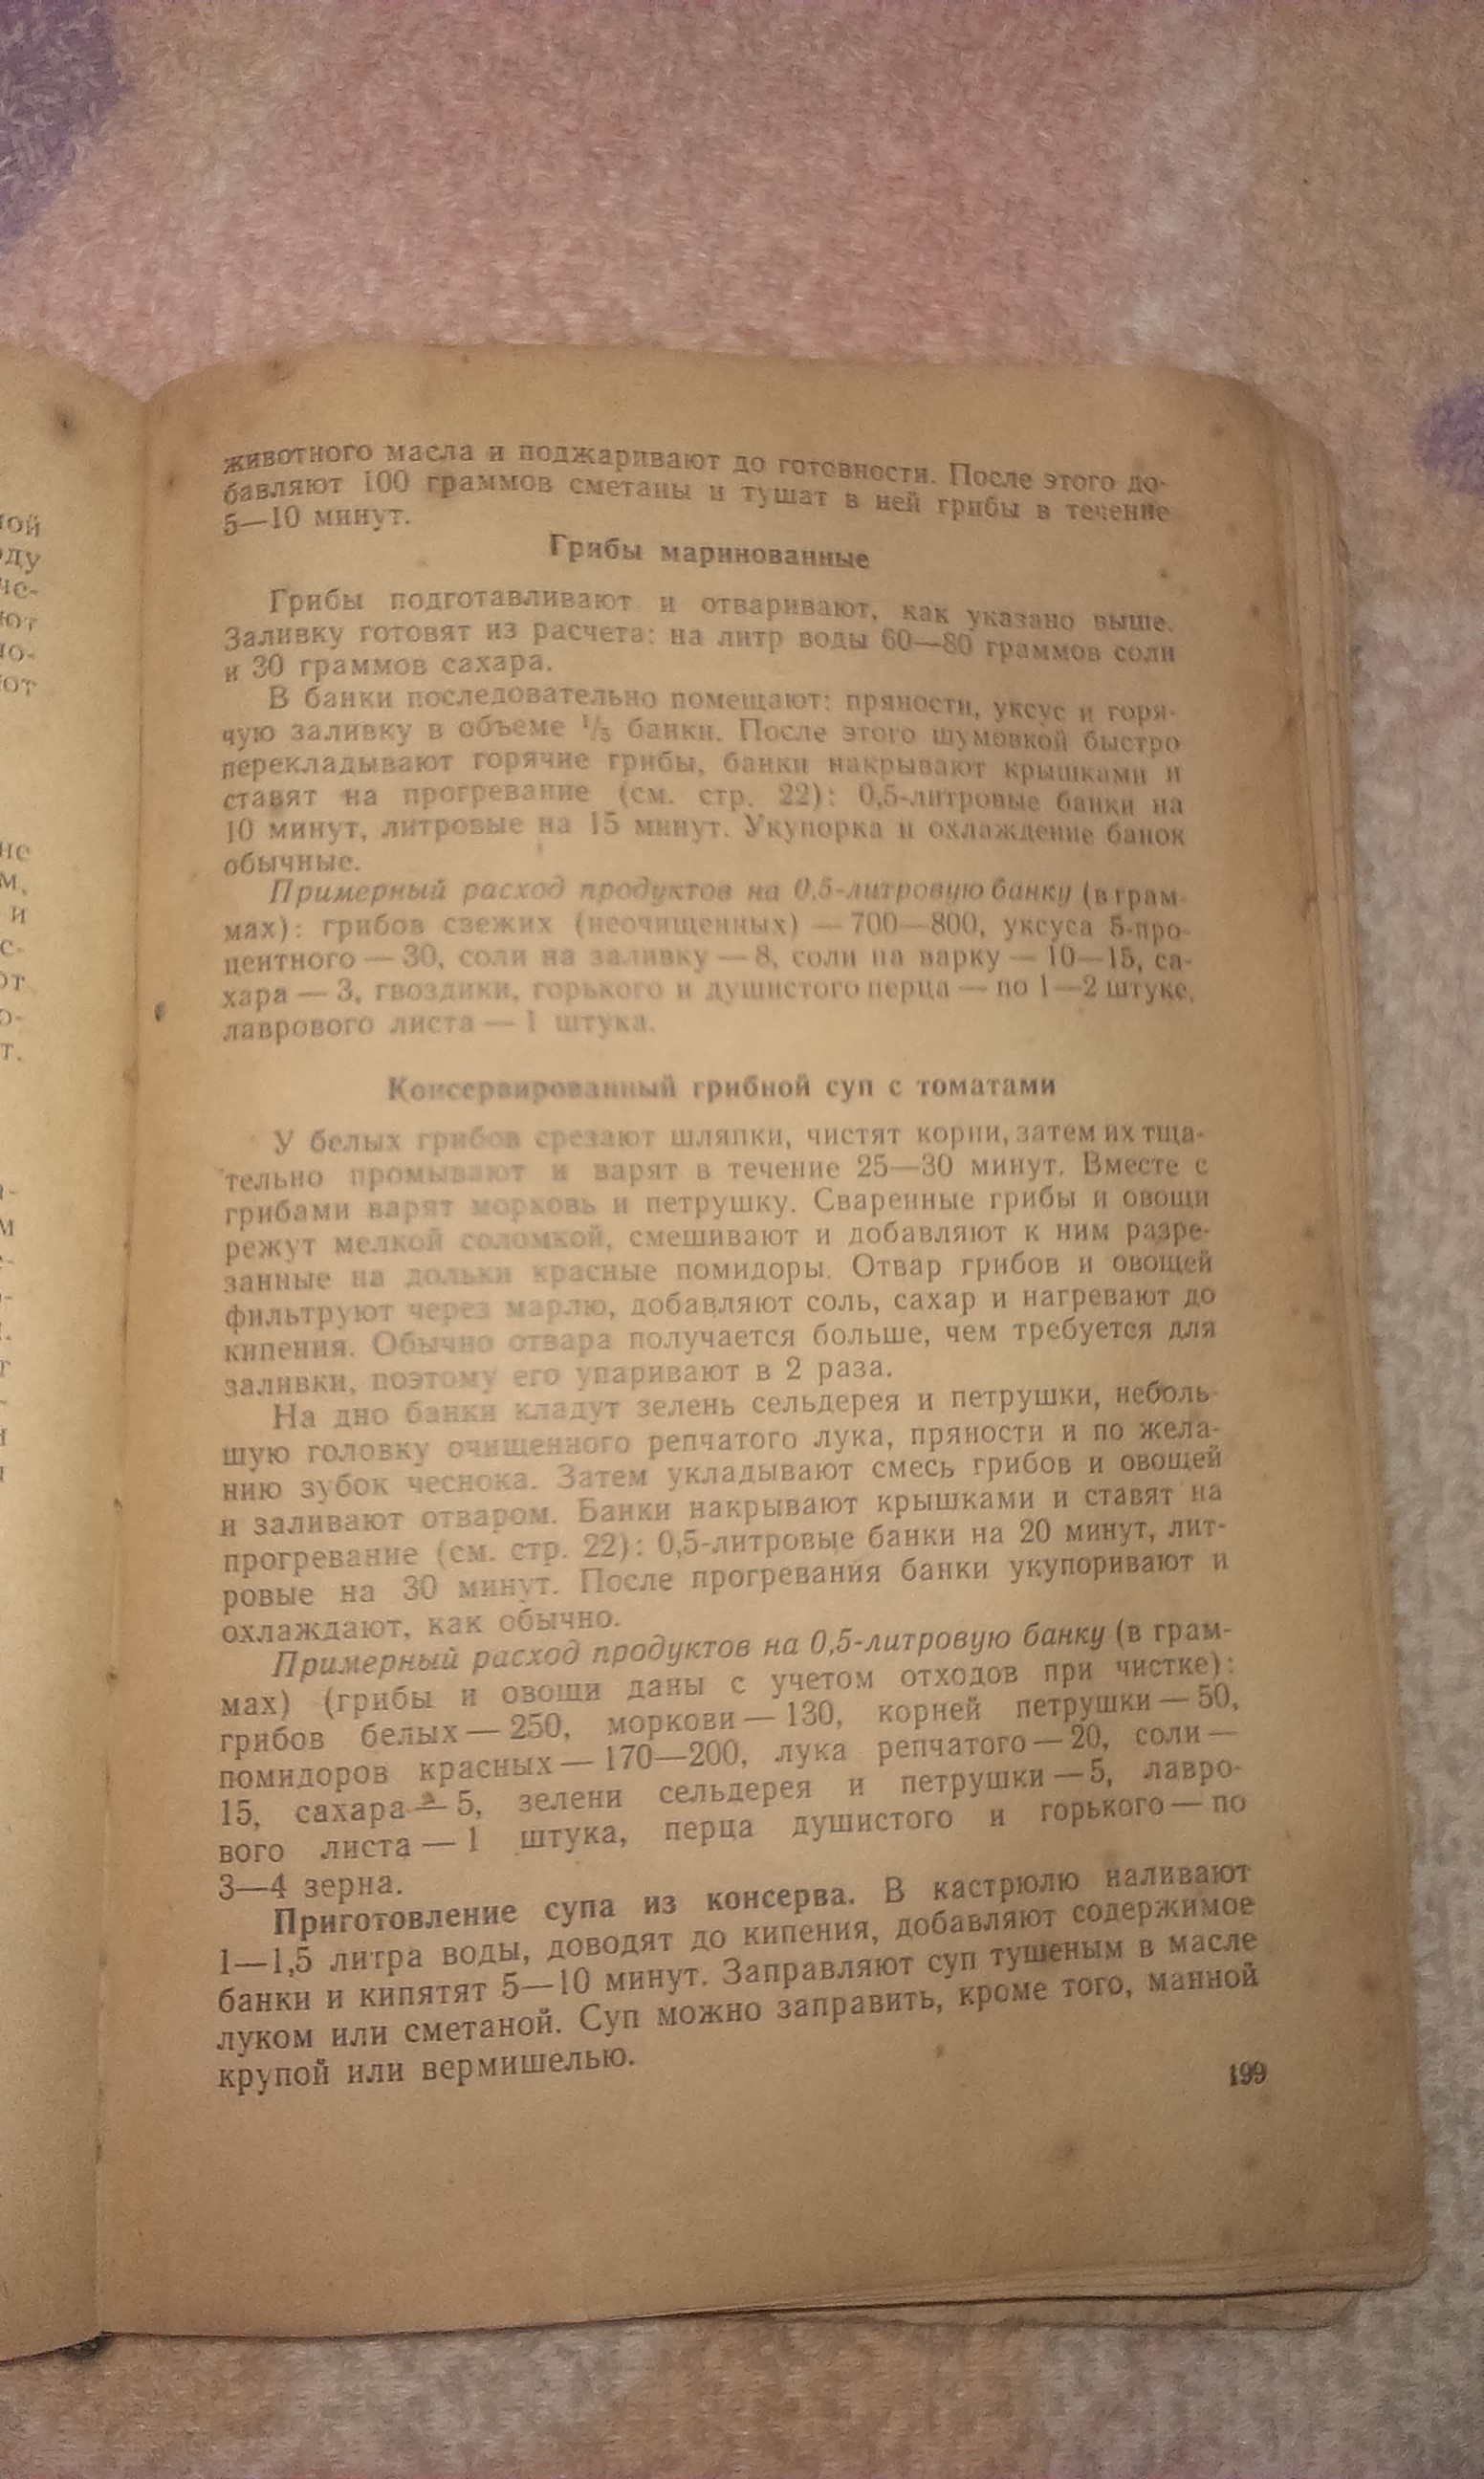 ной
оду
че-
ют
но-
ют
не
м,
и
с-
от
о-
т.
м
животного масла и поджаривают до готовности. После этого до-
бавляют 100 граммов сметаны и тушат в ней грибы в течение
5—10 минут.
Грибы маринованные
Грибы подготавливают и отваривают, как указано выше.
Заливку готовят из расчета: на литр воды 60—80 граммов соли
и 30 граммов сахара.
В банки последовательно помещают: пряности, уксус и горя-
чую заливку в объеме ⅓ банки. После этого шумовкой быстро
перекладывают горячие грибы, банки накрывают крышками и
ставят на прогревание (см. стр. 22): 0,5-литровые банки на
10 минут, литровые на 15 минут. Укупорка и охлаждение банок
обычные.
Примерный расход продуктов на 0,5-литровую банку (в грам-
мах): грибов свежих (неочищенных) — 700—800, уксуса 5-про-
центного — 30, соли на заливку — 8, соли на варку — 10—15, са-
хара — 3, гвоздики, горького и душистого перца — по 1—2 штуке,
лаврового листа — 1 штука.
Консервированный грибной суп с томатами
У белых грибов срезают шляпки, чистят корни, затем их тща-
тельно промывают и варят в течение 25—30 минут. Вместе с
грибами варят морковь и петрушку. Сваренные грибы и овощи
режут мелкой соломкой, смешивают и добавляют к ним разре-
занные на дольки красные помидоры. Отвар грибов и овощей
фильтруют через марлю, добавляют соль, сахар и нагревают до
кипения. Обычно отвара получается больше, чем требуется для
заливки, поэтому его упаривают в 2 раза.
На дно банки кладут зелень сельдерея и петрушки, неболь-
шую головку очищенного репчатого лука, пряности и по жела-
нию зубок чеснока. Затем укладывают смесь грибов и овощей
и заливают отваром. Банки накрывают крышками и ставят на
прогревание (см. стр. 22): 0,5-литровые банки на 20 минут, лит-
ровые на 30 минут. После прогревания банки укупоривают и
охлаждают, как обычно.
Примерный расход продуктов на 0,5-литровую банку (в грам-
мах) (грибы и овощи даны с учетом отходов при чистке):
грибов белых — 250, моркови — 130, корней петрушки — 50,
помидоров красных — 170—200, лука репчатого — 20, соли —
15, сахара — 5, зелени сельдерея и петрушки — 5, лавро-
вого листа — 1 штука, перца душистого и горького — по
3—4 зерна.
Приготовление супа из консерва. В кастрюлю наливают
1—1,5 литра воды, доводят до кипения, добавляют содержимое
банки и кипятят 5—10 минут. Заправляют суп тушеным в масле
луком или сметаной. Суп можно заправить, кроме того, манной
крупой или вермишелью.
199